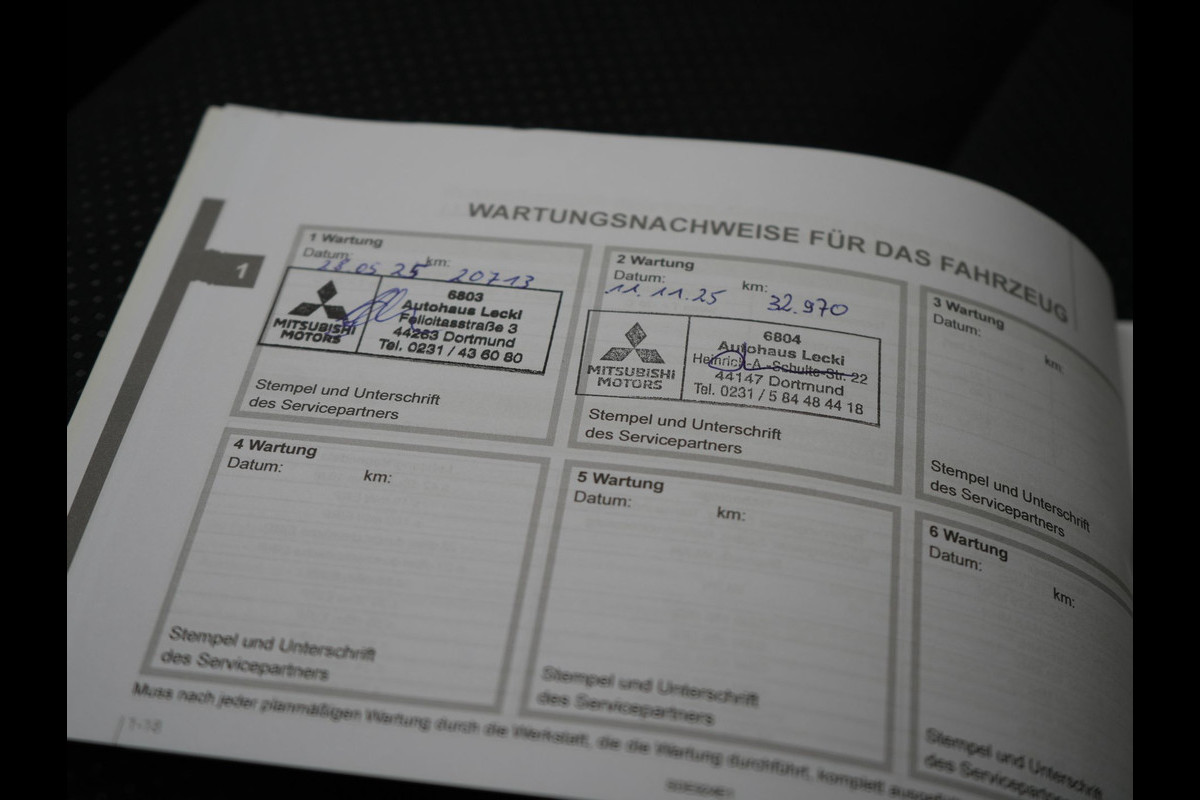 WARTUNGSNACHWEISE FÜR DAS FAHRZEUG
1
1 Wartung
Datum: km:
28.05.25 20713
MITSUBISHI
MOTORS
6803
Autohaus Lecki
Felicitasstraße 3
44263 Dortmund
Tel. 0231 / 43 60 80
Stempel und Unterschrift
des Servicepartners
2 Wartung
Datum: km:
11.11.25 32.970
MITSUBISHI
MOTORS
6804
Autohaus Lecki
Heinrich-A.-Schulte-Str. 22
44147 Dortmund
Tel. 0231 / 5 84 48 44 18
Stempel und Unterschrift
des Servicepartners
3 Wartung
Datum:
km:
Stempel und Unterschrift
des Servicepartners
4 Wartung
Datum: km:
Stempel und Unterschrift
des Servicepartners
5 Wartung
Datum: km:
Stempel und Unterschrift
des Servicepartners
6 Wartung
Datum:
km:
Stempel und Unterschrift
des Servicepartners
Muss nach jeder planmäßigen Wartung durch die Werkstatt, die die Wartung durchführt, komplett